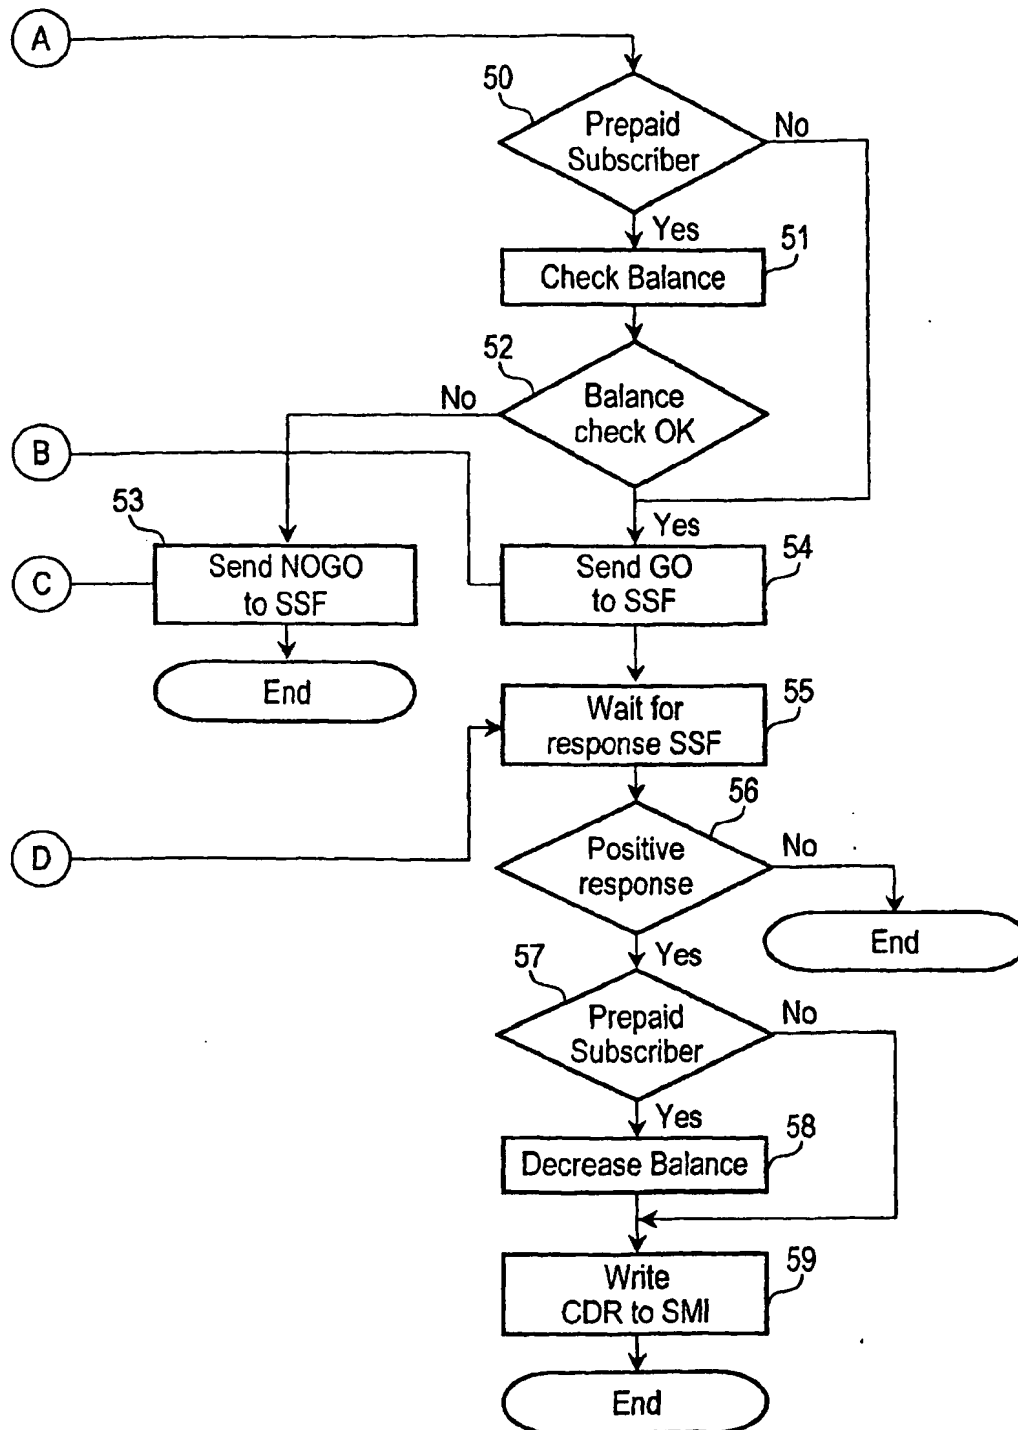 A
50
Prepaid
Subscriber
No
Yes
51
Check Balance
52
No
Balance
check OK
B
53
Yes
Send NOGO
to SSF
54
Send GO
to SSF
C
End
55
Wait for
response SSF
56
D
Positive
response
No
End
57
Yes
Prepaid
Subscriber
No
Yes
58
Decrease Balance
59
Write
CDR to SMI
End